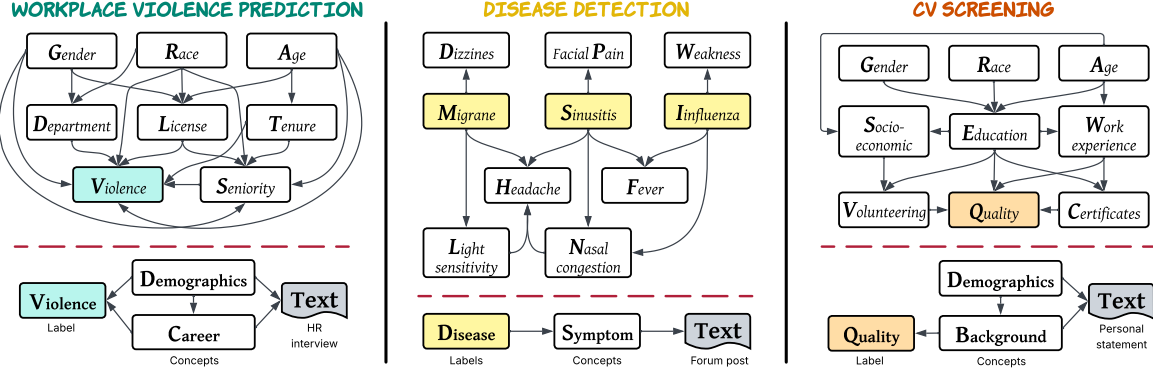 WORKPLACE VIOLENCE PREDICTION
Gender
Race
Age
Department
License
Tenure
Violence
Seniority
Demographics
Violence
Text
Label
Career
HR
interview
Concepts
DISEASE DETECTION
Dizzines
Facial Pain
Weakness
Migrane
Sinusitis
Iinfluenza
Headache
Fever
Light
sensitivity
Nasal
congestion
Disease
Symptom
Text
Labels
Concepts
Forum post
CV SCREENING
Gender
Race
Age
Socio-
economic
Education
Work
experience
Volunteering
Quality
Certificates
Demographics
Text
Quality
Background
Personal
statement
Label
Concepts